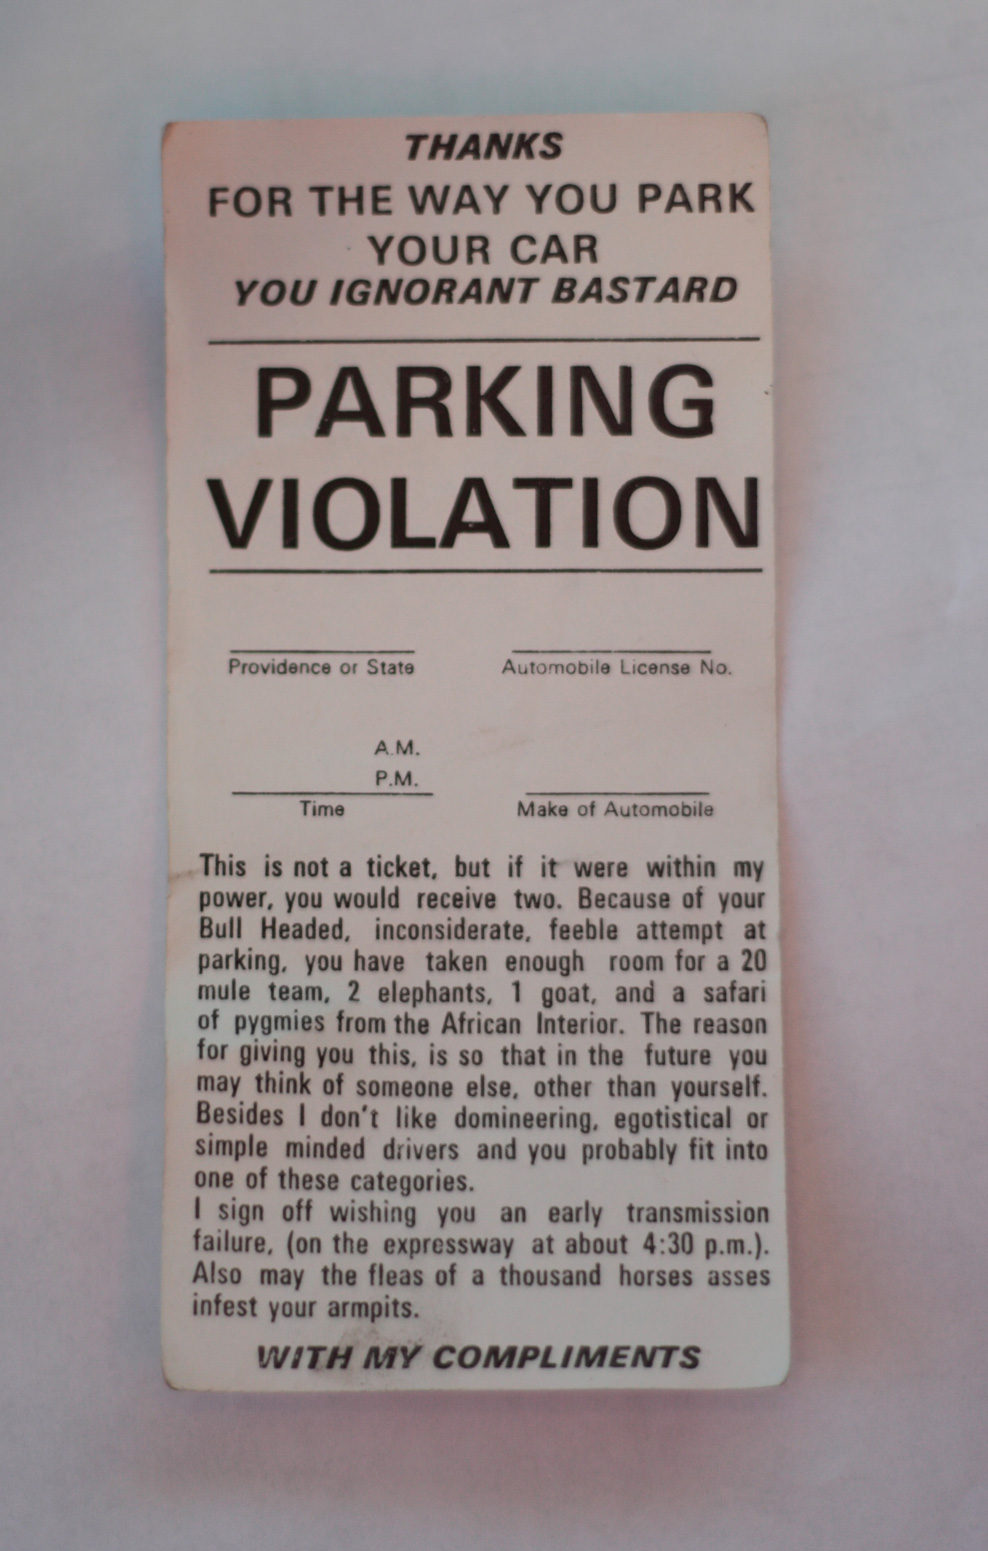 THANKS
FOR THE WAY YOU PARK
YOUR CAR
YOU IGNORANT BASTARD
PARKING
VIOLATION
Providence or State
Automobile License No.
A.M.
P.M.
Time
Make of Automobile
This is not a ticket, but if it were within my
power, you would receive two. Because of your
Bull Headed, inconsiderate, feeble attempt at
parking, you have taken enough room for a 20
mule team, 2 elephants, 1 goat, and a safari
of pygmies from the African Interior. The reason
for giving you this, is so that in the future you
may think of someone else, other than yourself.
Besides I don't like domineering, egotistical or
simple minded drivers and you probably fit into
one of these categories.
I sign off wishing you an early transmission
failure, (on the expressway at about 4:30 p.m.).
Also may the fleas of a thousand horses asses
infest your armpits.
WITH MY COMPLIMENTS